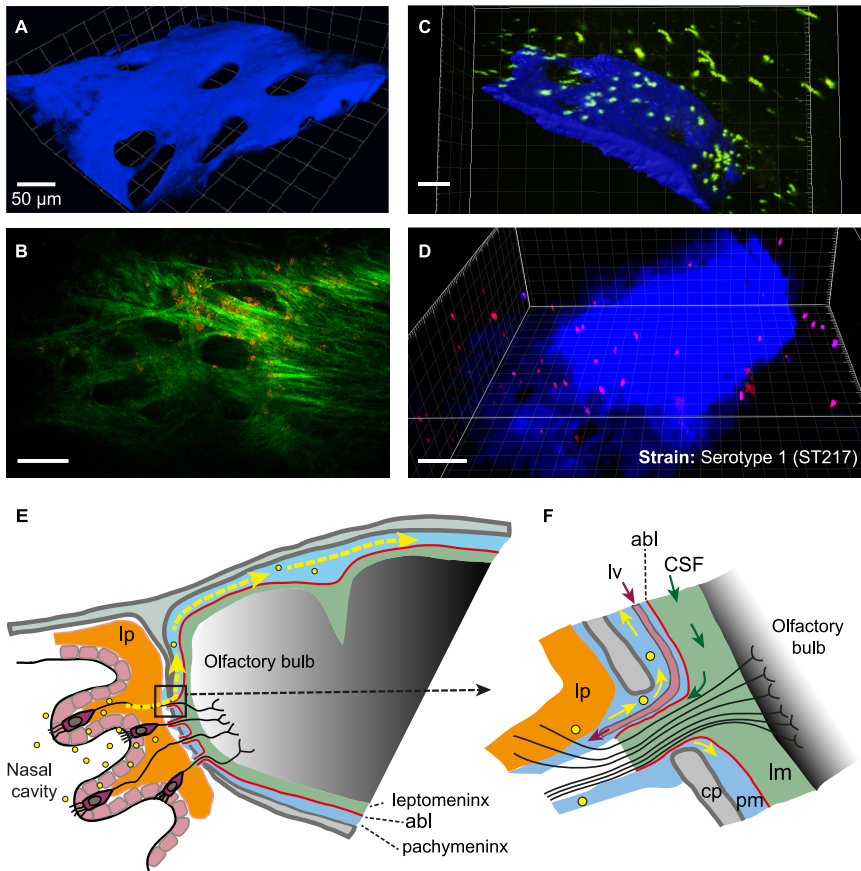 A
50 µm
B
C
D
Strain: Serotype 1 (ST217)
E
lp
Olfactory bulb
Nasal
cavity
leptomeninx
abl
pachymeninx
F
abl
lv
CSF
Olfactory
bulb
lp
lm
cp
pm